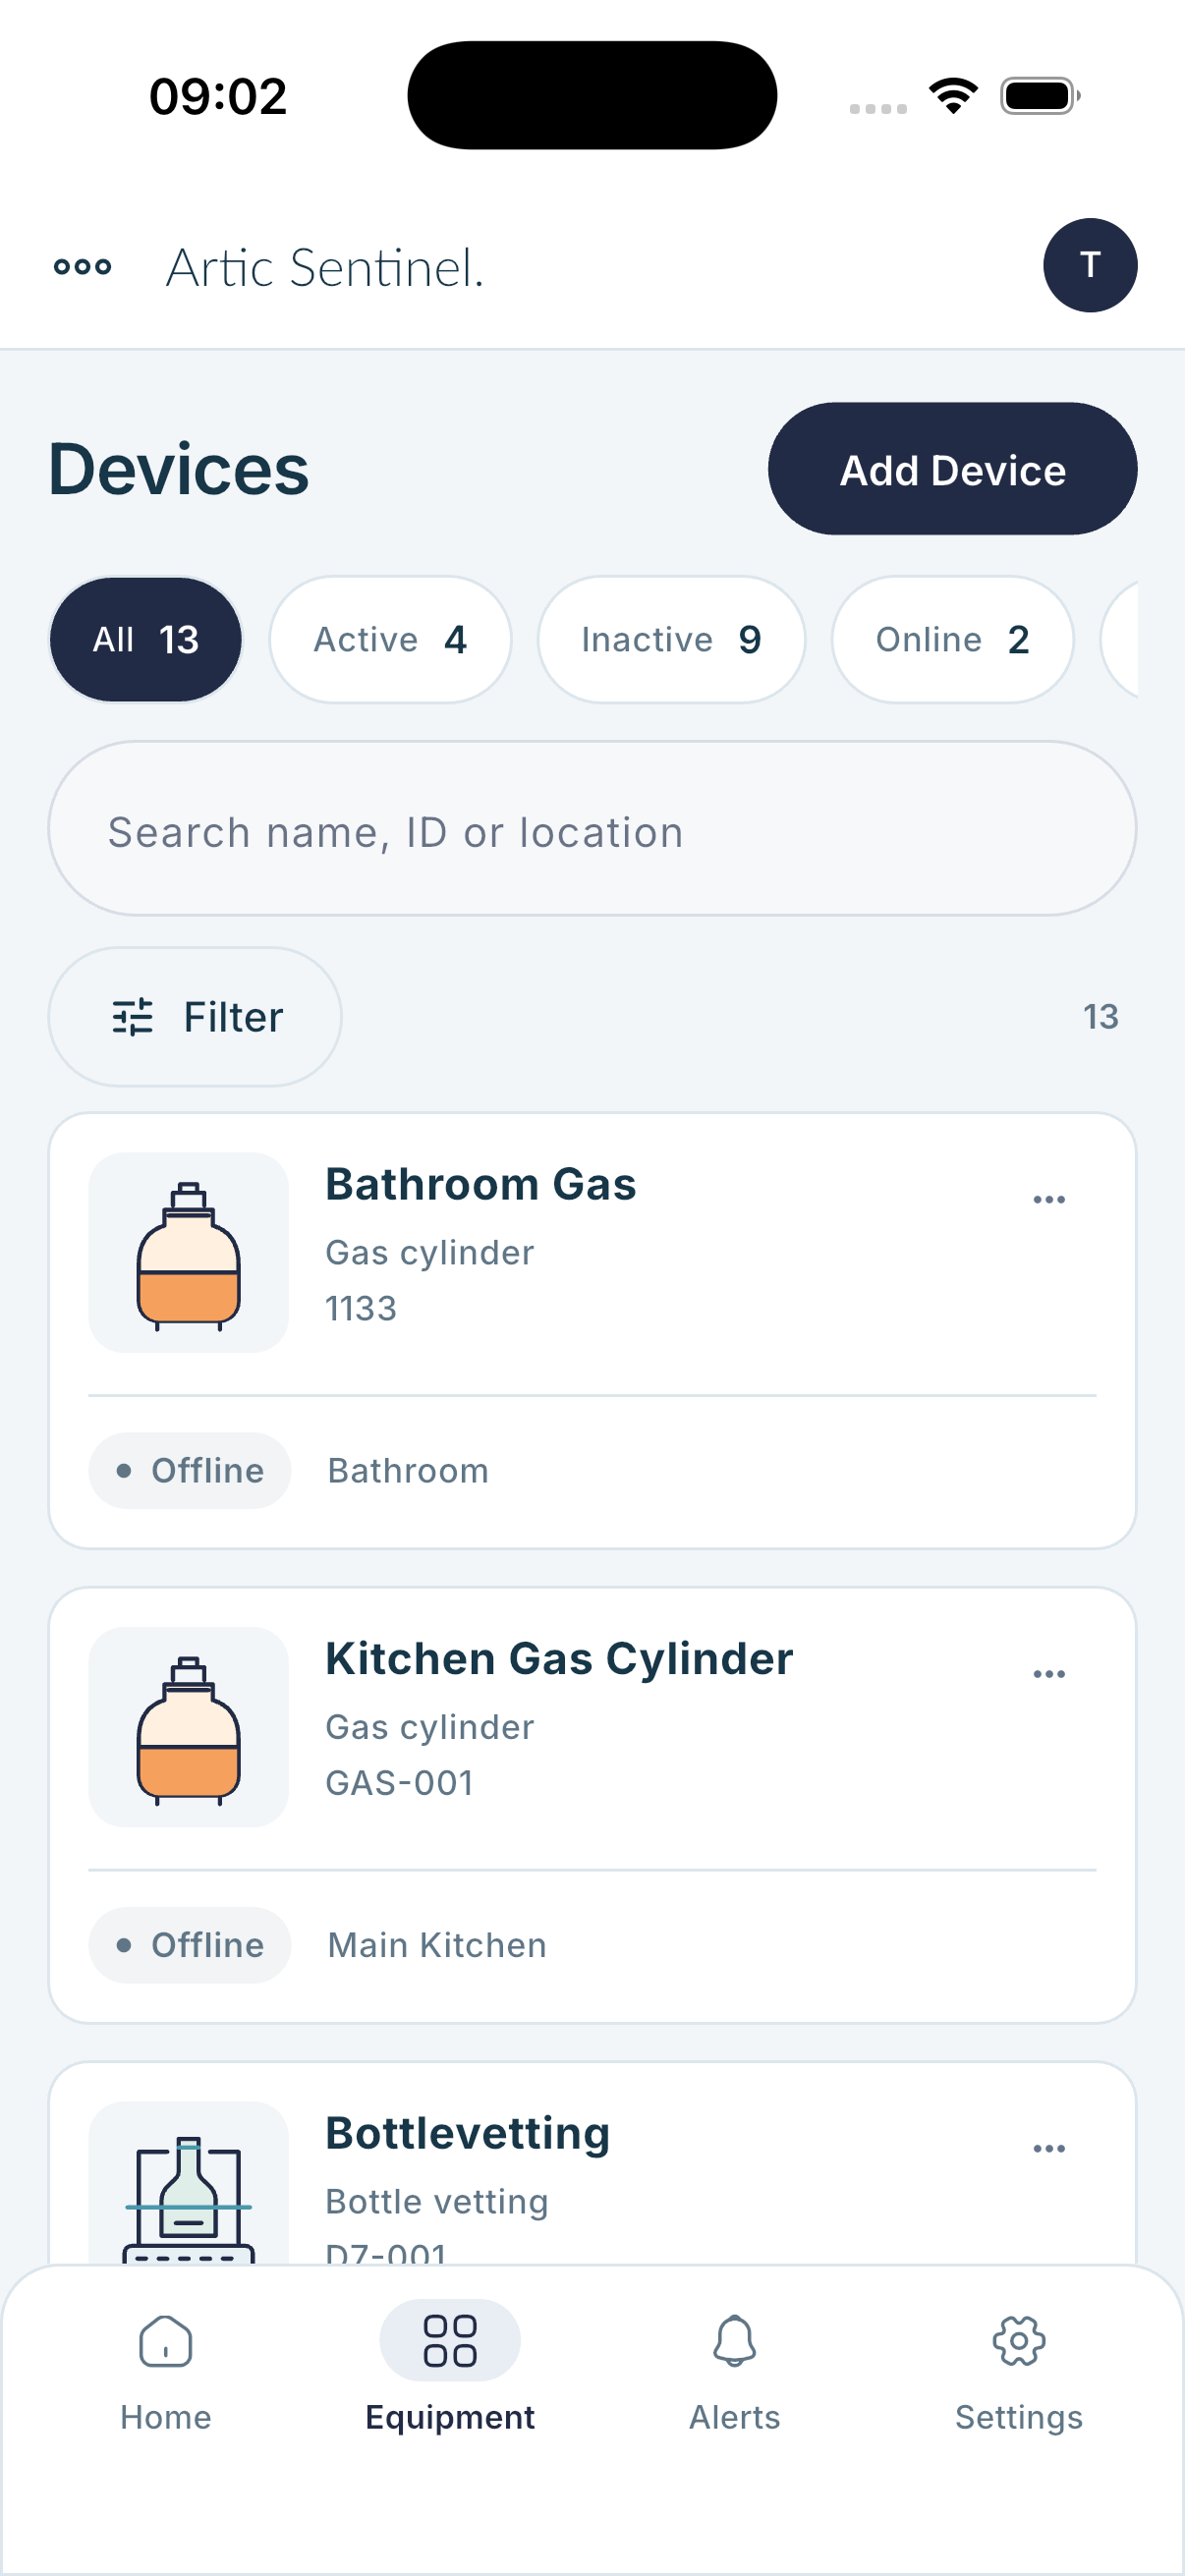 09:02
Artic Sentinel.
T
Devices
Add Device
All 13
Active 4
Inactive 9
Online 2
Search name, ID or location
Filter
13
Bathroom Gas
Gas cylinder
1133
Offline
Bathroom
Kitchen Gas Cylinder
Gas cylinder
GAS-001
Offline
Main Kitchen
Bottlevetting
Bottle vetting
D7-001
Home
Equipment
Alerts
Settings